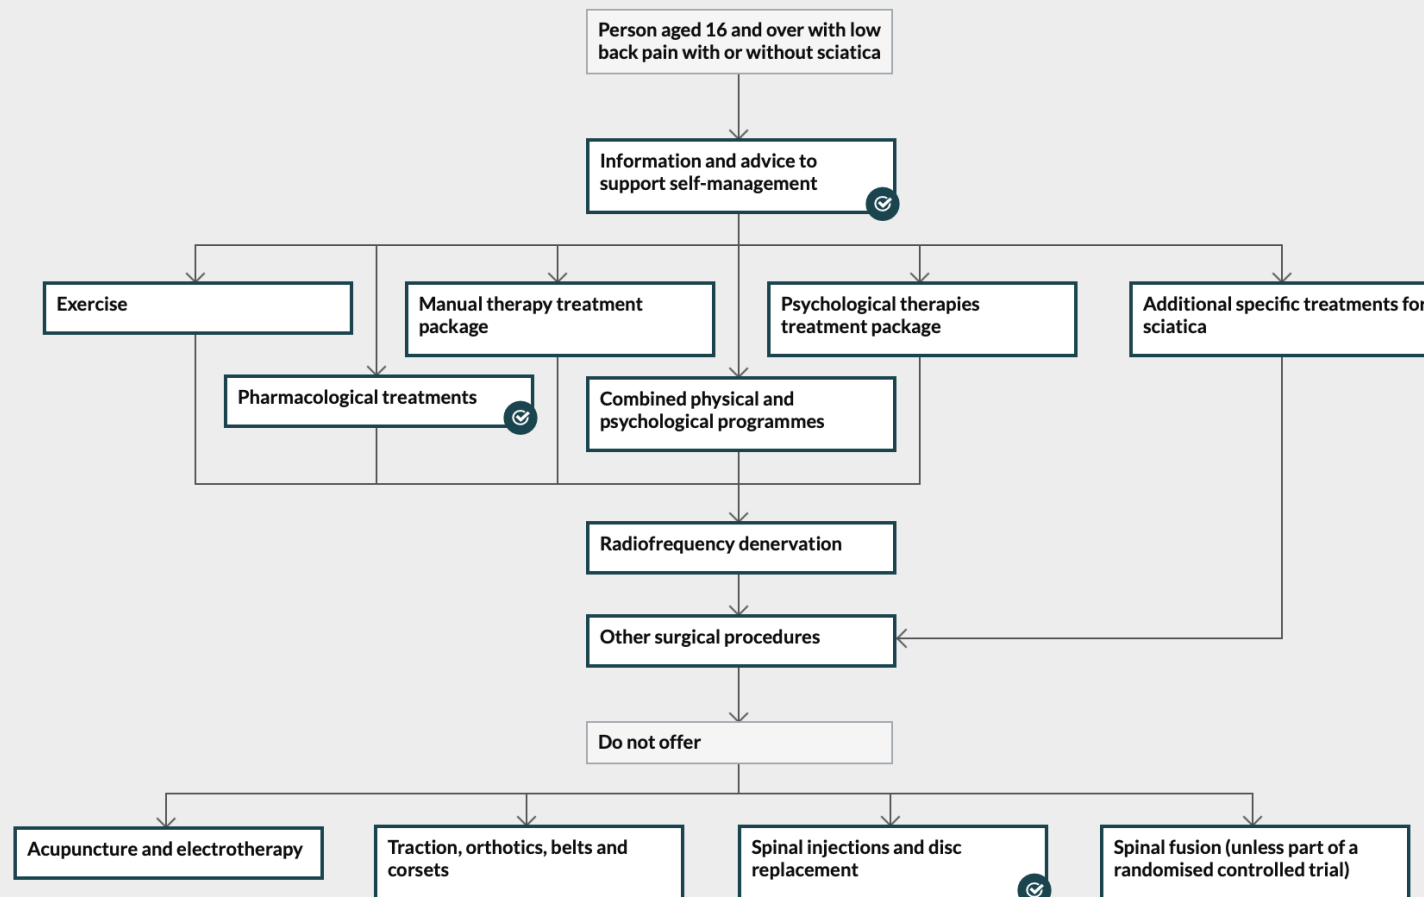 Person aged 16 and over with low
back pain with or without sciatica
Information and advice to
support self-management
Exercise
Manual therapy treatment
package
Psychological therapies
treatment package
Additional specific treatments for
sciatica
Pharmacological treatments
Combined physical and
psychological programmes
Radiofrequency denervation
Other surgical procedures
Do not offer
Acupuncture and electrotherapy
Traction, orthotics, belts and
corsets
Spinal injections and disc
replacement
Spinal fusion (unless part of a
randomised controlled trial)